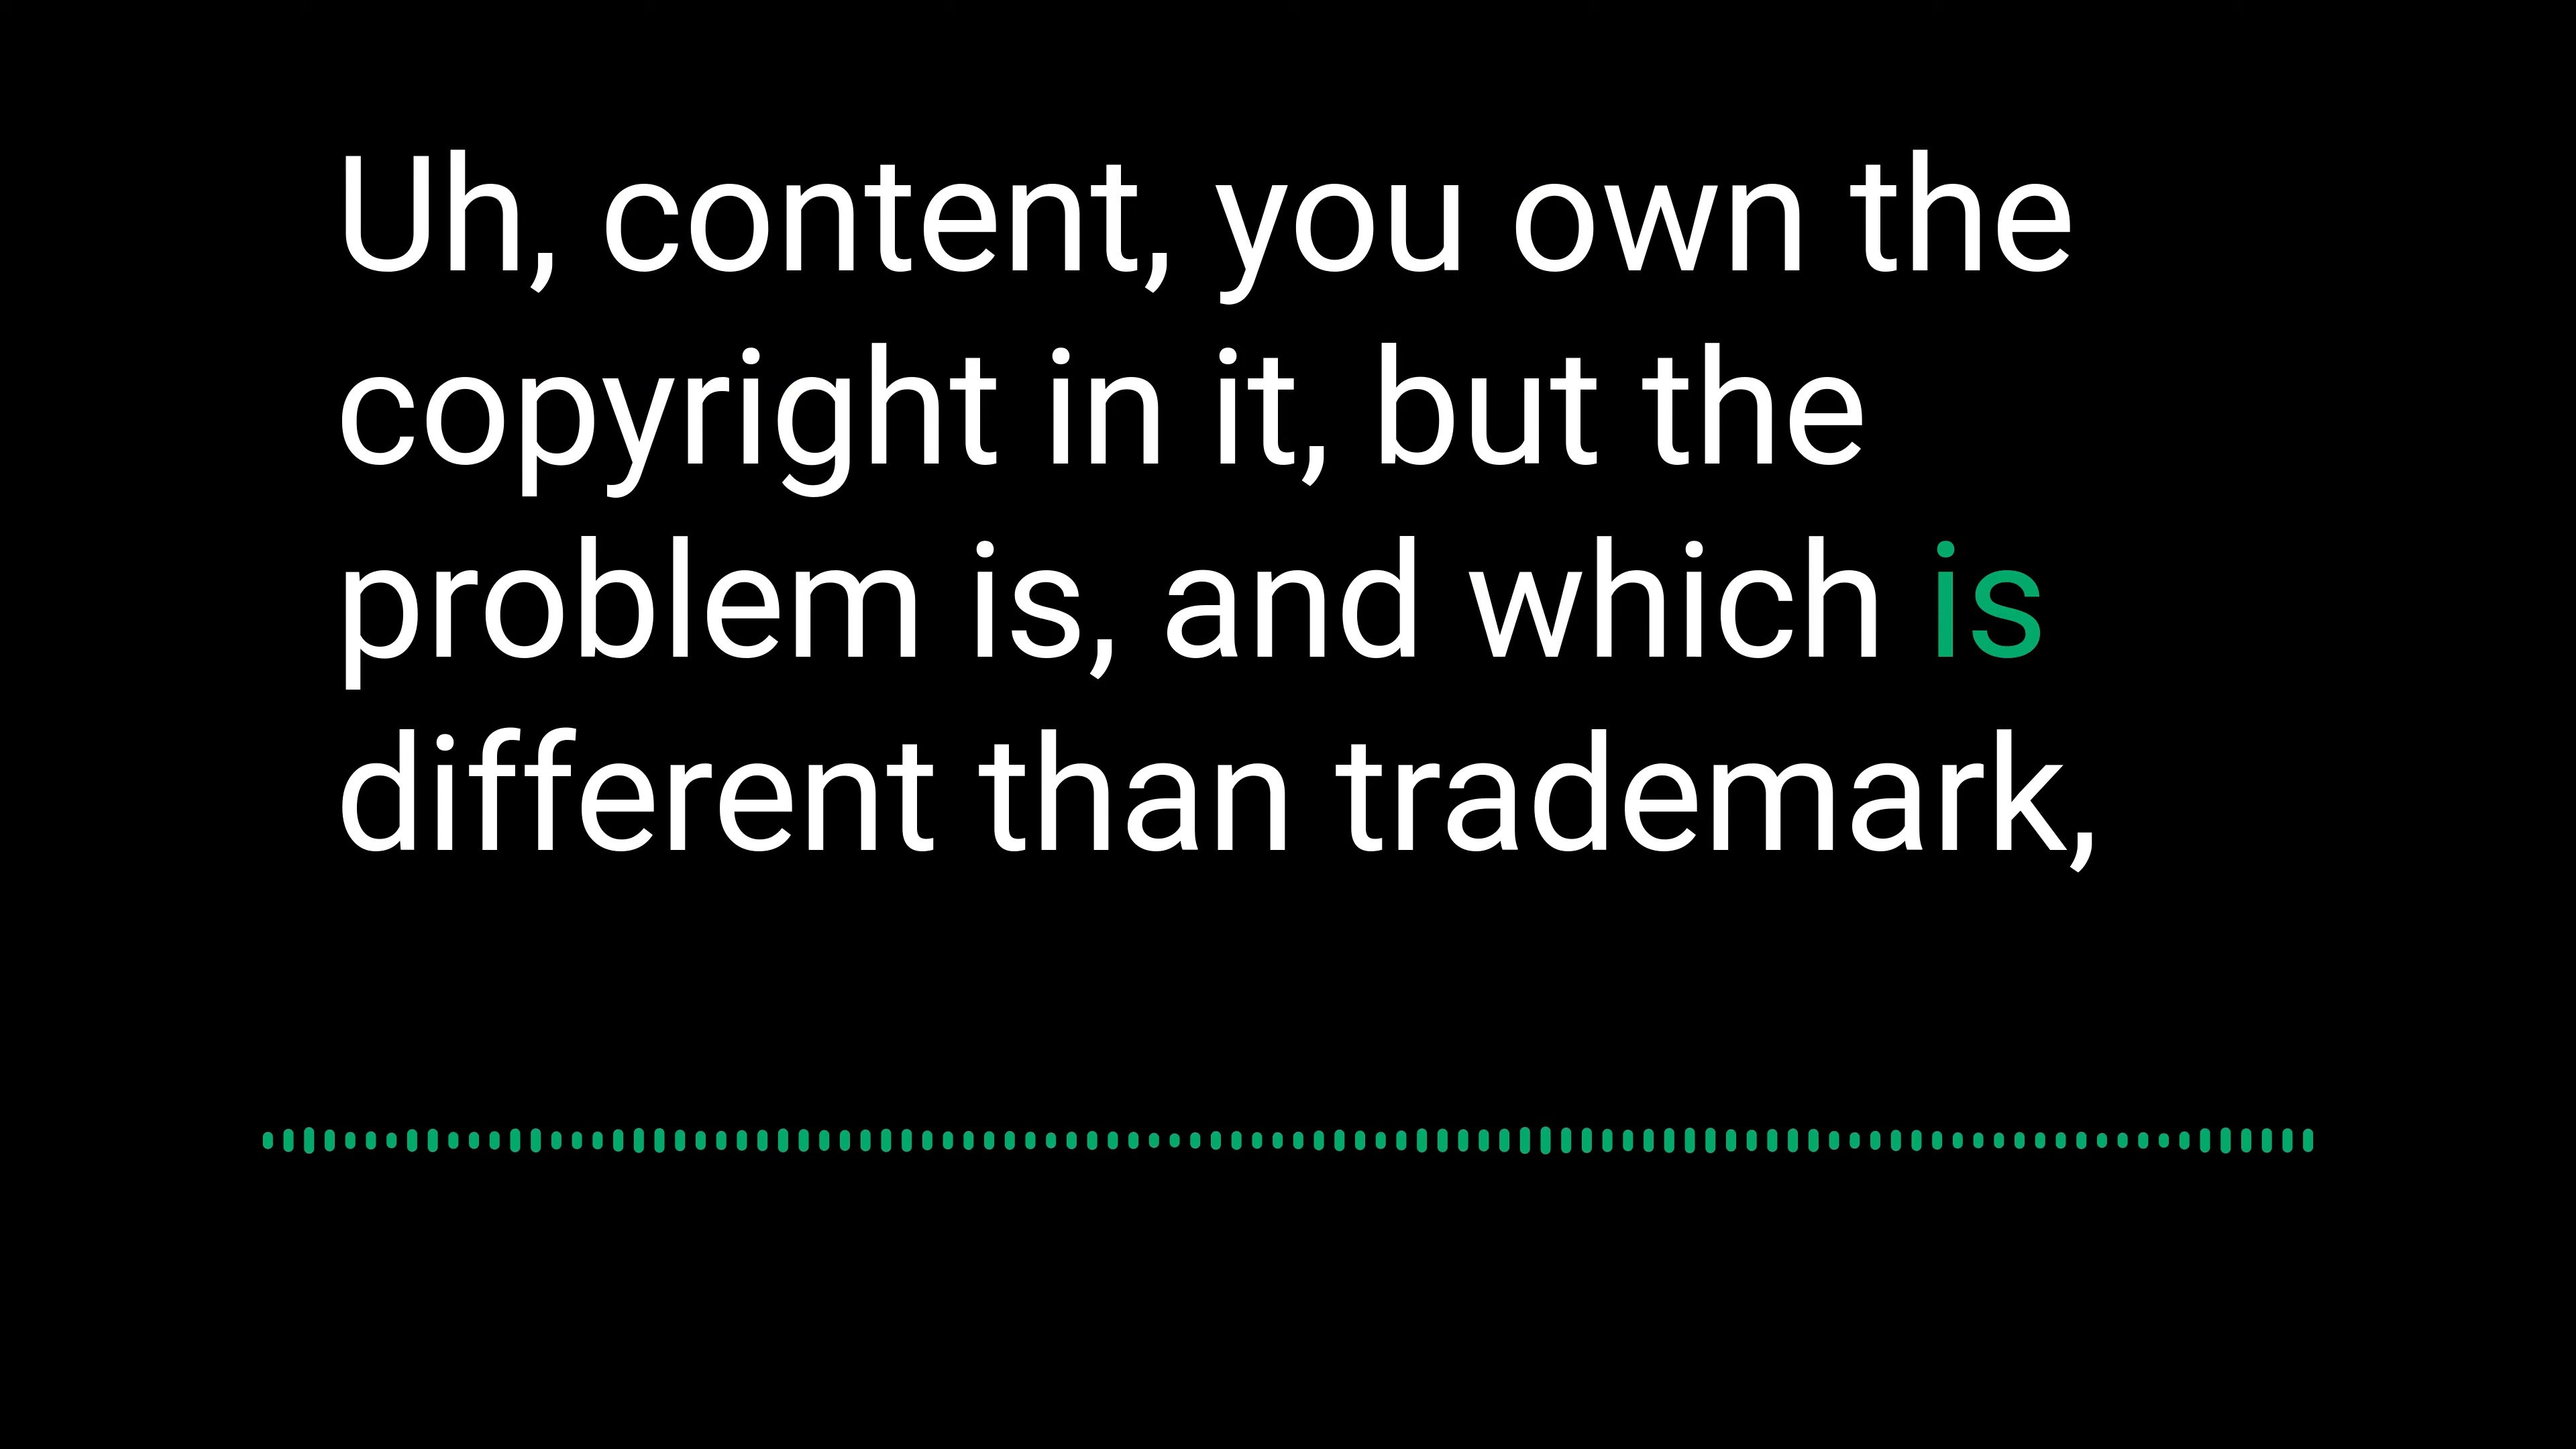 Uh, content, you own the
copyright in it, but the
problem is, and which is
different than trademark,